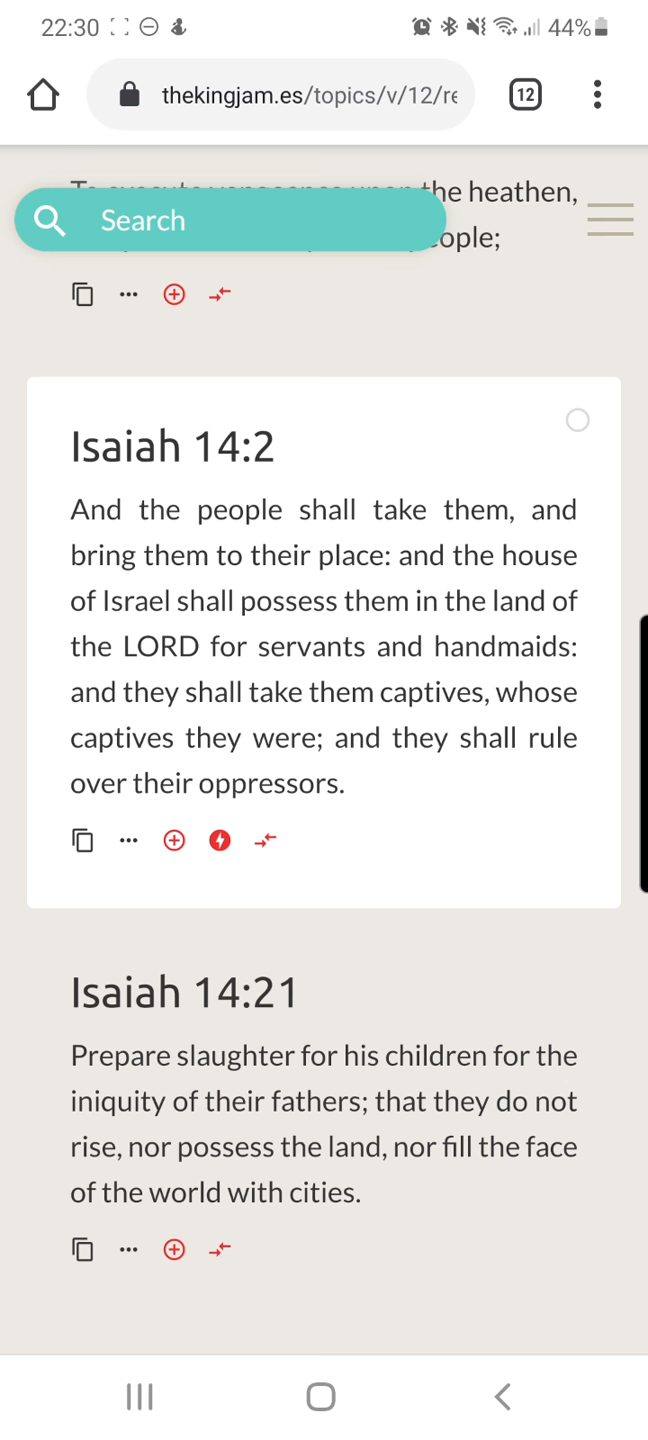 22:30
44%
thekingjam.es/topics/v/12/re
12
the heathen,
Search
ople;
Isaiah 14:2
And the people shall take them, and
bring them to their place: and the house
of Israel shall possess them in the land of
the LORD for servants and handmaids:
and they shall take them captives, whose
captives they were; and they shall rule
over their oppressors.
Isaiah 14:21
Prepare slaughter for his children for the
iniquity of their fathers; that they do not
rise, nor possess the land, nor fill the face
of the world with cities.